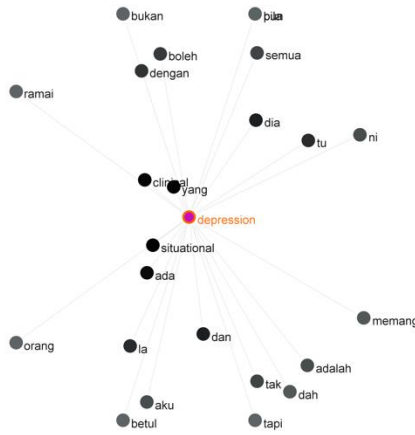 bukan
boleh
semua
dengan
ramai
dia
tu
ni
clinical
yang
depression
situational
ada
memang
orang
la
dan
adalah
tak
dah
aku
betul
tapi